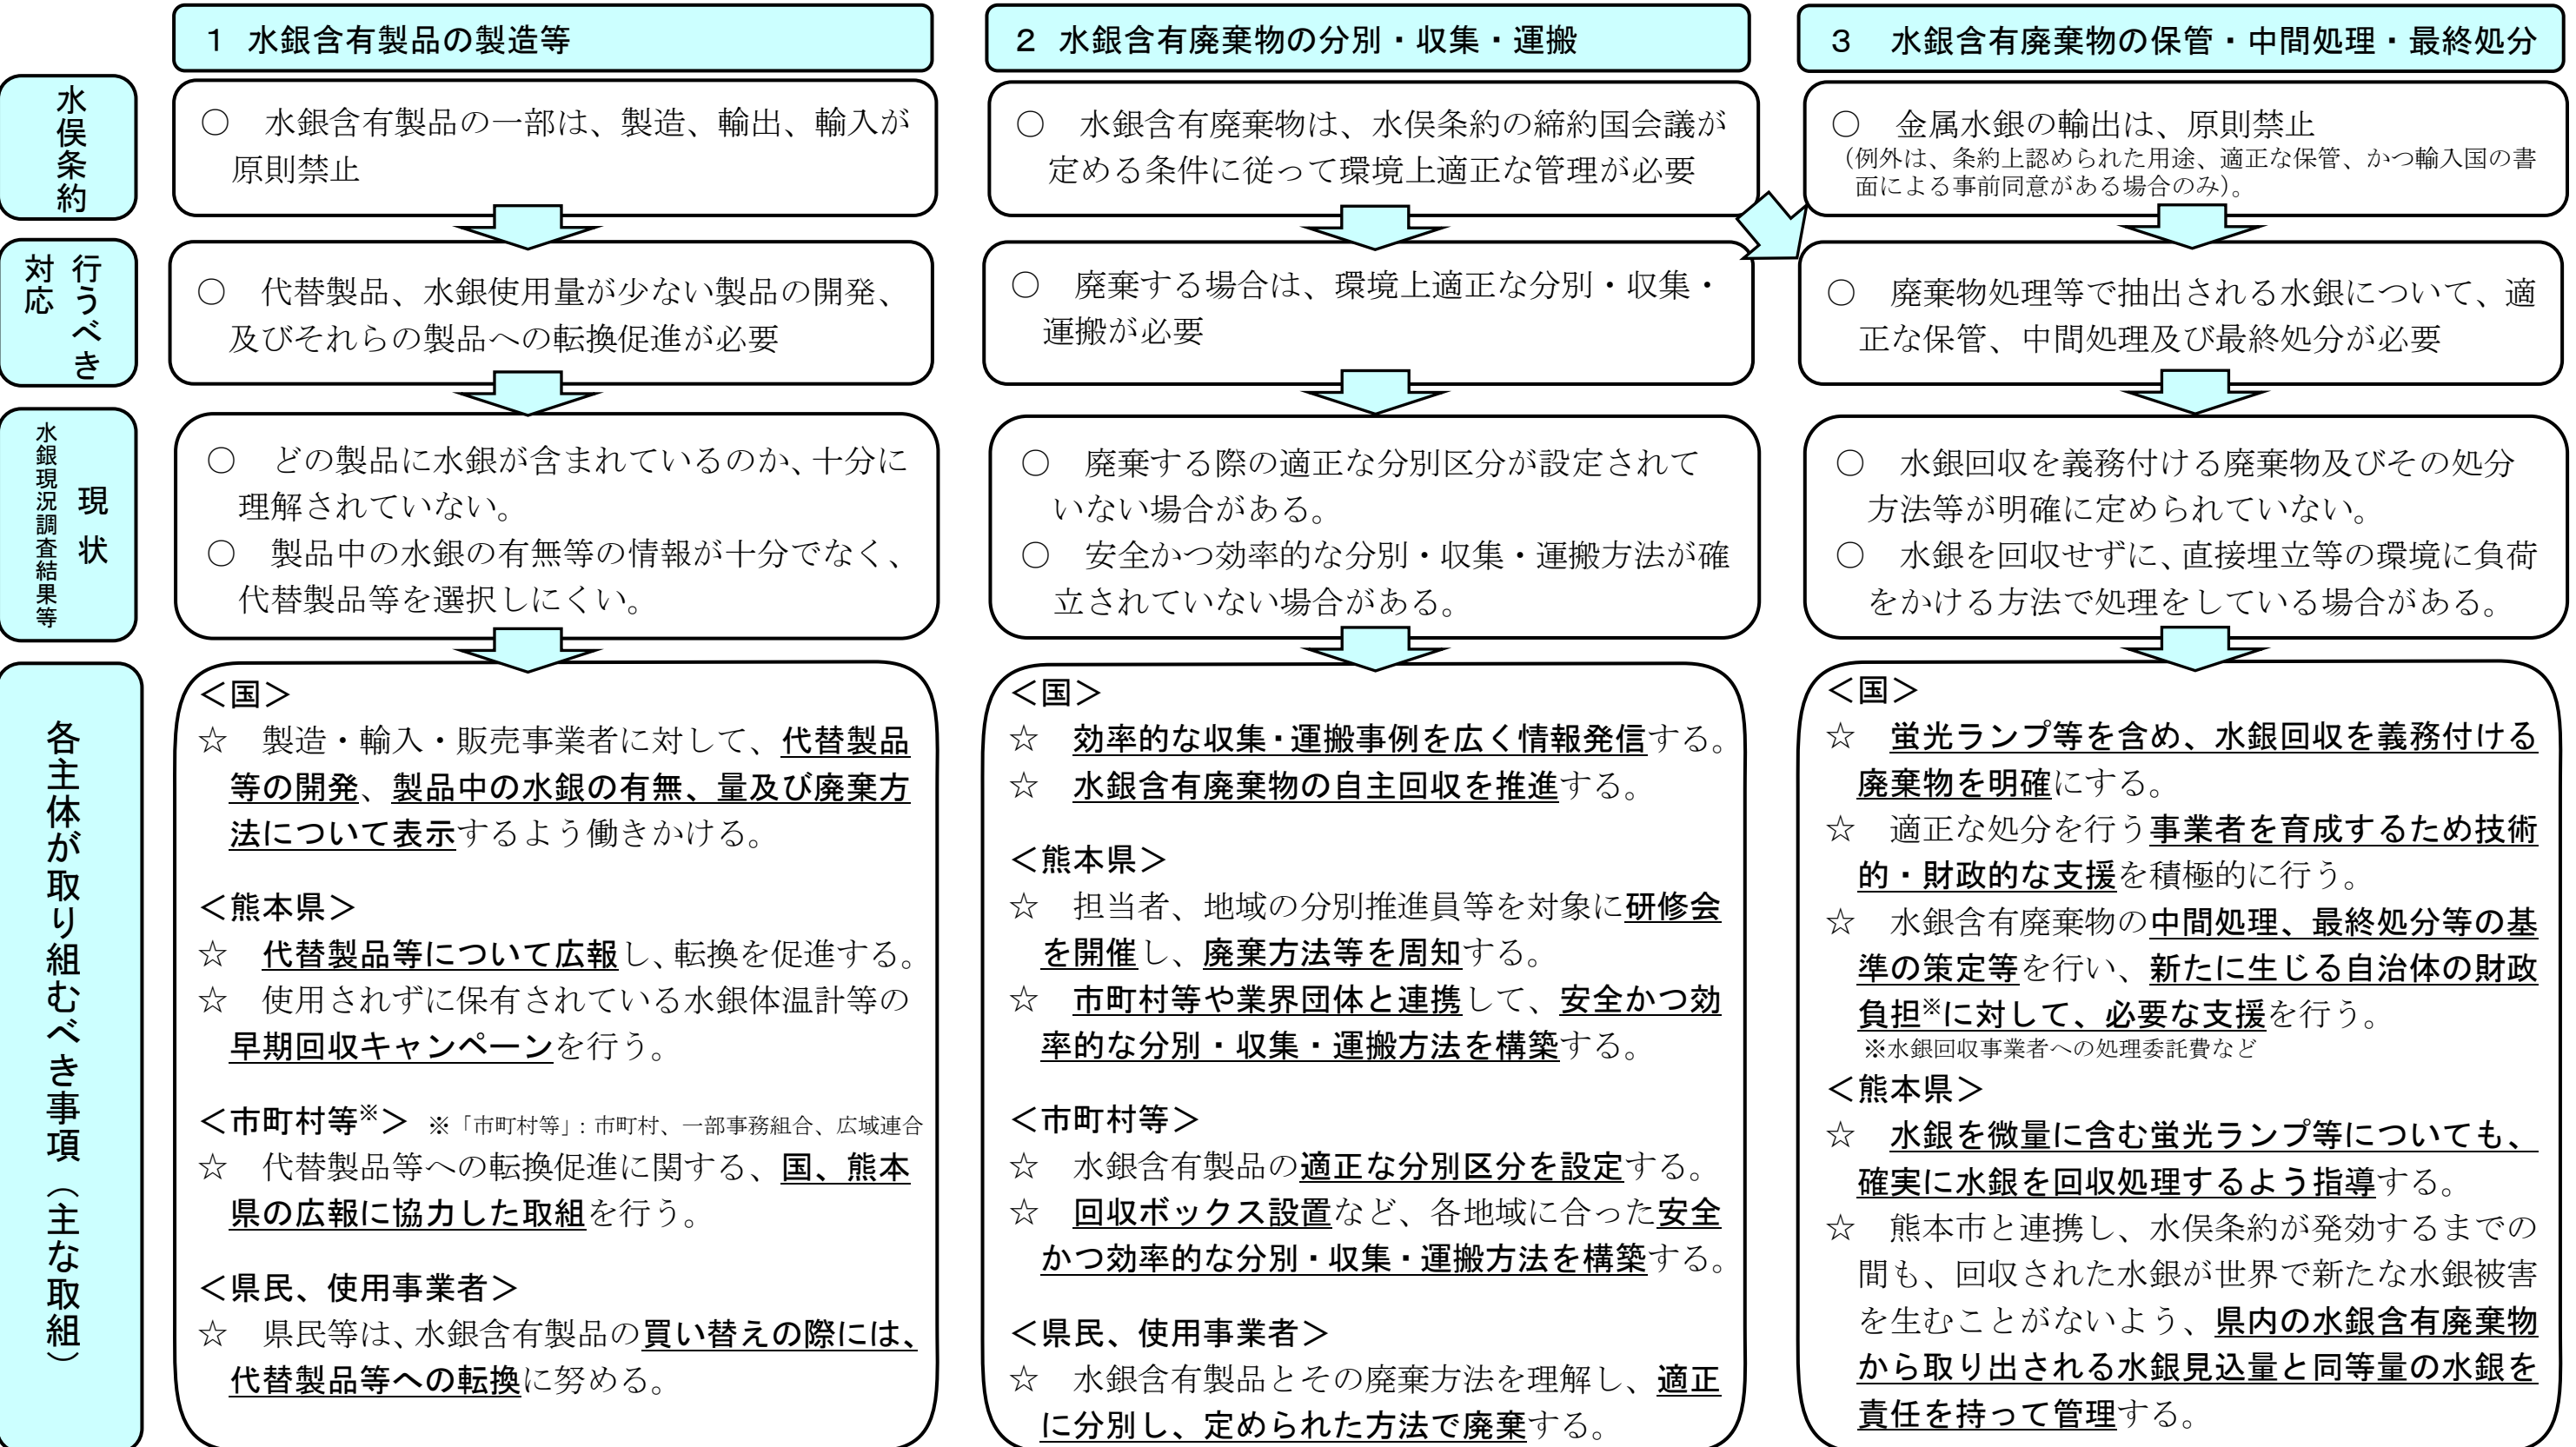 1 水銀含有製品の製造等
2 水銀含有廃棄物の分別・収集・運搬
3 水銀含有廃棄物の保管・中間処理・最終処分
水俣条約
○ 水銀含有製品の一部は、製造、輸出、輸入が
原則禁止
○ 水銀含有廃棄物は、水俣条約の締約国会議が
定める条件に従って環境上適正な管理が必要
○ 金属水銀の輸出は、原則禁止
(例外は、条約上認められた用途、適正な保管、かつ輸入国の書
面による事前同意がある場合のみ)。
行うべき
対応
○ 代替製品、水銀使用量が少ない製品の開発、
及びそれらの製品への転換促進が必要
○ 廃棄する場合は、環境上適正な分別・収集・
運搬が必要
○ 廃棄物処理等で抽出される水銀について、適
正な保管、中間処理及び最終処分が必要
現状
水銀現況調査結果等
○ どの製品に水銀が含まれているのか、十分に
理解されていない。
○ 製品中の水銀の有無等の情報が十分でなく、
代替製品等を選択しにくい。
○ 廃棄する際の適正な分別区分が設定されて
いない場合がある。
○ 安全かつ効率的な分別・収集・運搬方法が確
立されていない場合がある。
○ 水銀回収を義務付ける廃棄物及びその処分
方法等が明確に定められていない。
○ 水銀を回収せずに、直接埋立等の環境に負荷
をかける方法で処理をしている場合がある。
各主体が取り組むべき事項(主な取組)
<国>
☆ 製造・輸入・販売事業者に対して、代替製品
等の開発、製品中の水銀の有無、量及び廃棄方
法について表示するよう働きかける。
<熊本県>
☆ 代替製品等について広報し、転換を促進する。
☆ 使用されずに保有されている水銀体温計等の
早期回収キャンペーンを行う。
<市町村等※> ※「市町村等」:市町村、一部事務組合、広域連合
☆ 代替製品等への転換促進に関する、国、熊本
県の広報に協力した取組を行う。
<県民、使用事業者>
☆ 県民等は、水銀含有製品の買い替えの際には、
代替製品等への転換に努める。
<国>
☆ 効率的な収集・運搬事例を広く情報発信する。
☆ 水銀含有廃棄物の自主回収を推進する。
<熊本県>
☆ 担当者、地域の分別推進員等を対象に研修会
を開催し、廃棄方法等を周知する。
☆ 市町村等や業界団体と連携して、安全かつ効
率的な分別・収集・運搬方法を構築する。
<市町村等>
☆ 水銀含有製品の適正な分別区分を設定する。
☆ 回収ボックス設置など、各地域に合った安全
かつ効率的な分別・収集・運搬方法を構築する。
<県民、使用事業者>
☆ 水銀含有製品とその廃棄方法を理解し、適正
に分別し、定められた方法で廃棄する。
<国>
☆ 蛍光ランプ等を含め、水銀回収を義務付ける
廃棄物を明確にする。
☆ 適正な処分を行う事業者を育成するため技術
的・財政的な支援を積極的に行う。
☆ 水銀含有廃棄物の中間処理、最終処分等の基
準の策定等を行い、新たに生じる自治体の財政
負担※に対して、必要な支援を行う。
※水銀回収事業者への処理委託費など
<熊本県>
☆ 水銀を微量に含む蛍光ランプ等についても、
確実に水銀を回収処理するよう指導する。
☆ 熊本市と連携し、水俣条約が発効するまでの
間も、回収された水銀が世界で新たな水銀被害
を生むことがないよう、県内の水銀含有廃棄物
から取り出される水銀見込量と同等量の水銀を
責任を持って管理する。